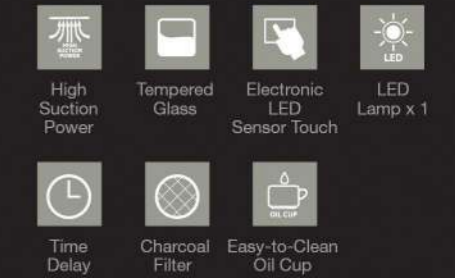 HIGH
SUCTION
POWER
LED
High
Suction
Power
Tempered
Glass
Electronic
LED
Sensor Touch
LED
Lamp x 1
OIL CUP
Time
Delay
Charcoal
Filter
Easy-to-Clean
Oil Cup